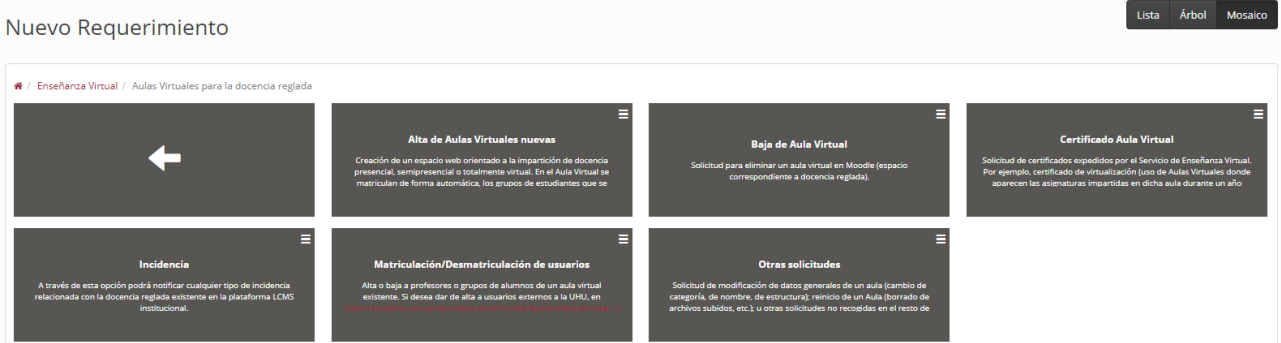 Nuevo Requerimiento
Lista Árbol Mosaico
/ Enseñanza Virtual / Aulas Virtuales para la docencia reglada
Alta de Aulas Virtuales nuevas
Creación de un espacio web orientado a la impartición de docencia
presencial, semipresencial o totalmente virtual. En el Aula Virtual se
matriculan de forma automática, los grupos de estudiantes que se
Baja de Aula Virtual
Solicitud para eliminar un aula virtual en Moodle (espacio
correspondiente a docencia reglada).
Certificado Aula Virtual
Solicitud de certificados expedidos por el Servicio de Enseñanza Virtual.
Por ejemplo, certificado de virtualización (uso de Aulas Virtuales donde
aparecen las asignaturas impartidas en dicha aula durante un año
Incidencia
A través de esta opción podrá notificar cualquier tipo de incidencia
relacionada con la docencia reglada existente en la plataforma LCMS
institucional.
Matriculación/Desmatriculación de usuarios
Alta o baja a profesores o grupos de alumnos de un aula virtual
existente. Si desea dar de alta a usuarios externos a la UHU, en
Otras solicitudes
Solicitud de modificación de datos generales de un aula (cambio de
categoría, de nombre, de estructura); reinicio de un Aula (borrado de
archivos subidos, etc.); u otras solicitudes no recogidas en el resto de